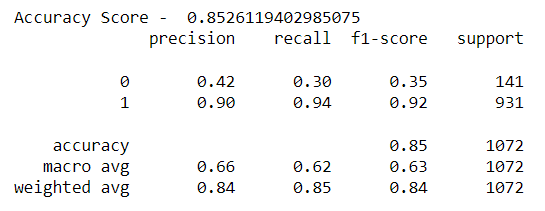 Accuracy Score -  0.8526119402985075
precision recall f1-score support
0 0.42 0.30 0.35 141
1 0.90 0.94 0.92 931
accuracy 0.85 1072
macro avg 0.66 0.62 0.63 1072
weighted avg 0.84 0.85 0.84 1072